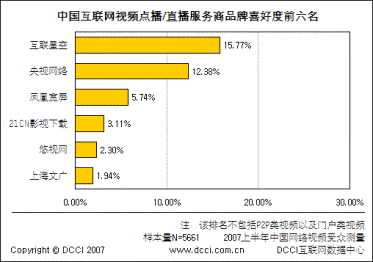 中国互联网视频点播/直播服务商品牌喜好度前六名
互联星空
15.77%
央视网络
12.38%
凤凰宽屏
5.74%
21CN影视下载
3.11%
悠视网
2.30%
上海文广
1.94%
0.00%
10.00%
20.00%
30.00%
注：该排名不包括P2P类视频以及门户类视频
样本量N=5661 2007上半年中国网络视频受众测量
Copyright © DCCI 2007 www.dcci.com.cn DCCI互联网数据中心